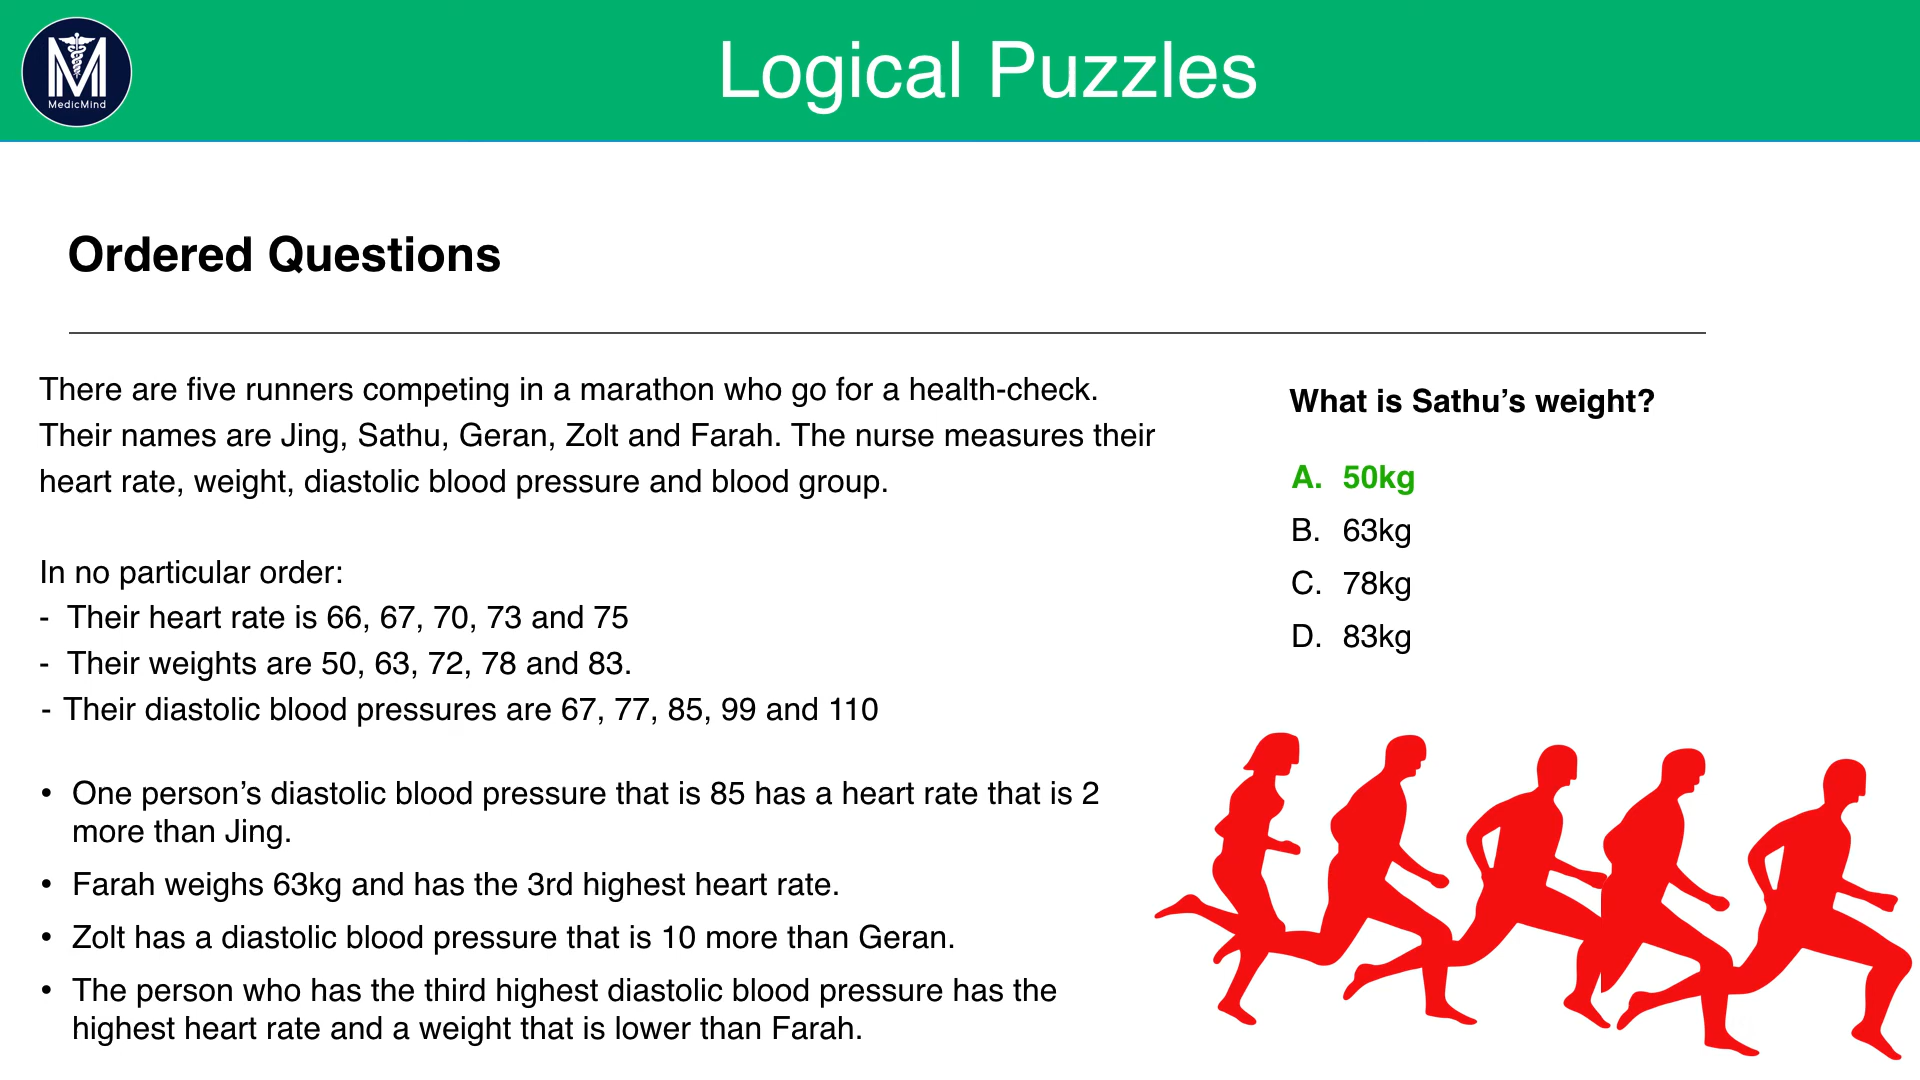 MedicMind
Logical Puzzles
Ordered Questions
There are five runners competing in a marathon who go for a health-check.
Their names are Jing, Sathu, Geran, Zolt and Farah. The nurse measures their
heart rate, weight, diastolic blood pressure and blood group.
In no particular order:
- Their heart rate is 66, 67, 70, 73 and 75
- Their weights are 50, 63, 72, 78 and 83.
- Their diastolic blood pressures are 67, 77, 85, 99 and 110
• One person’s diastolic blood pressure that is 85 has a heart rate that is 2
more than Jing.
• Farah weighs 63kg and has the 3rd highest heart rate.
• Zolt has a diastolic blood pressure that is 10 more than Geran.
• The person who has the third highest diastolic blood pressure has the
highest heart rate and a weight that is lower than Farah.
What is Sathu’s weight?
A. 50kg
B. 63kg
C. 78kg
D. 83kg